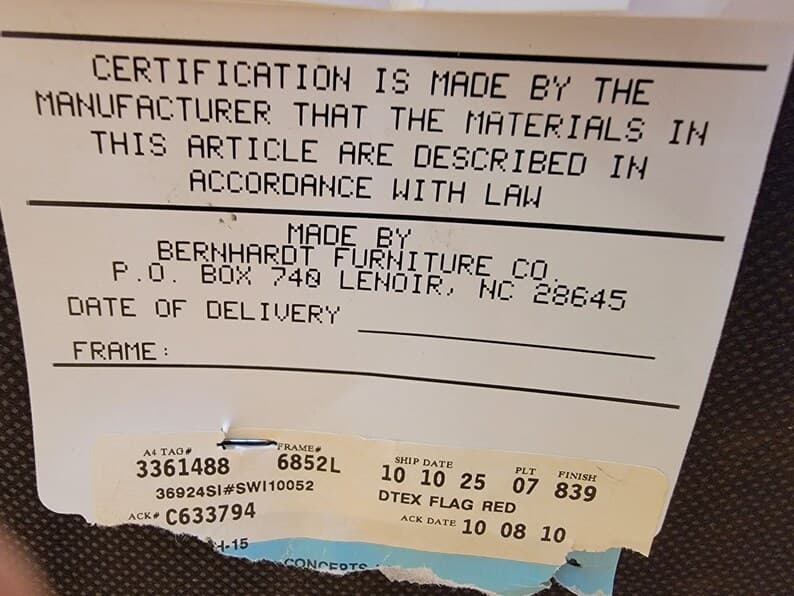 CERTIFICATION IS MADE BY THE
MANUFACTURER THAT THE MATERIALS IN
THIS ARTICLE ARE DESCRIBED IN
ACCORDANCE WITH LAW
MADE BY
BERNHARDT FURNITURE CO.
P.O. BOX 740 LENOIR, NC 28645
DATE OF DELIVERY
FRAME:
A4 TAG# FRAME# SHIP DATE PLT FINISH
3361488 6852L 10 10 25 07 839
36924SI#SWI10052 DTEX FLAG RED
ACK# C633794 ACK DATE 10 08 10
-15
CONCEPTS